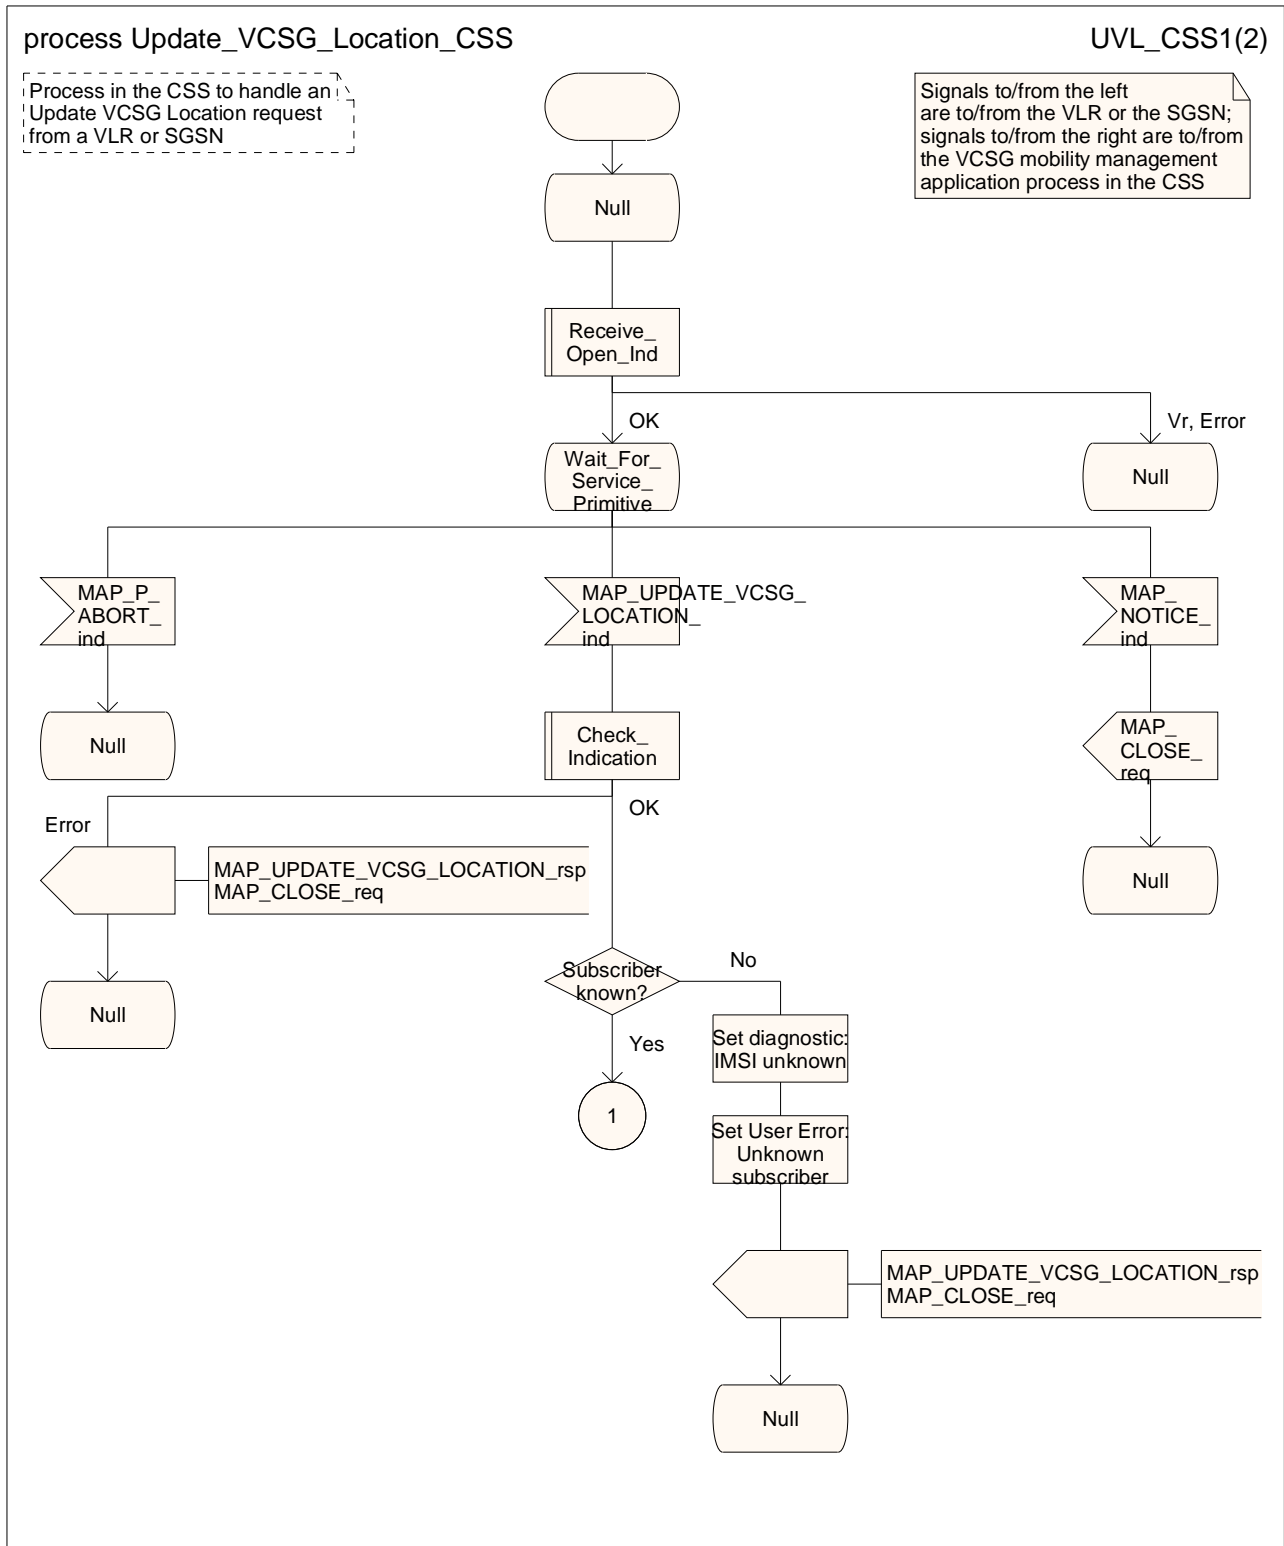 process Update_VCSG_Location_CSS
UVL_CSS1(2)
Process in the CSS to handle an
Update VCSG Location request
from a VLR or SGSN
Signals to/from the left
are to/from the VLR or the SGSN;
signals to/from the right are to/from
the VCSG mobility management
application process in the CSS
Null
Receive_
Open_Ind
OK
Vr, Error
Wait_For_
Service_
Primitive
Null
MAP_P_
ABORT_
ind
MAP_UPDATE_VCSG_
LOCATION_
ind
MAP_
NOTICE_
ind
Null
Check_
Indication
MAP_
CLOSE_
req
OK
Error
MAP_UPDATE_VCSG_LOCATION_rsp
MAP_CLOSE_req
Null
Subscriber
known?
No
Null
Yes
Set diagnostic:
IMSI unknown
1
Set User Error:
Unknown
subscriber
MAP_UPDATE_VCSG_LOCATION_rsp
MAP_CLOSE_req
Null